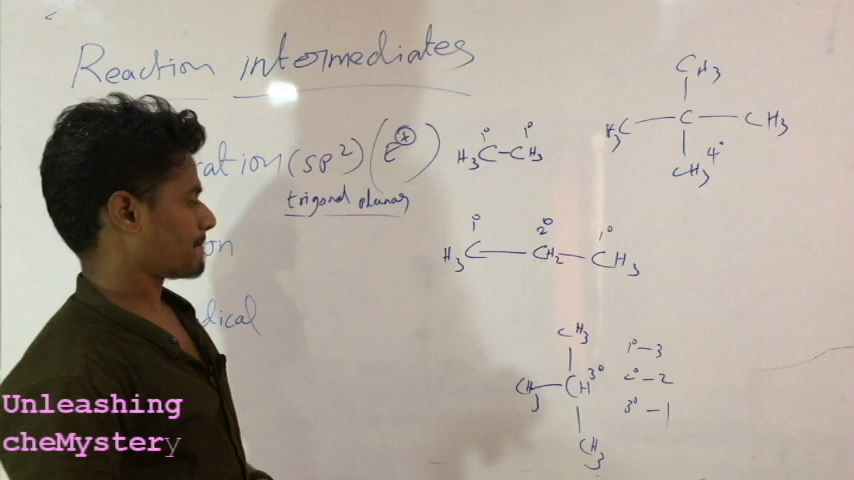 Reaction intermediates
ation (sp²) (C⊕)
trigonal planar
on
dical
1° 1°
H₃C-CH₃
CH₃
H₃C-C-CH₃
CH₃ 4°
1° 2° 1°
H₃C-CH₂-CH₃
CH₃
CH₃-CH 3°
CH₃
1°-3
2°-2
3°-1
Unleashing
cheMystery